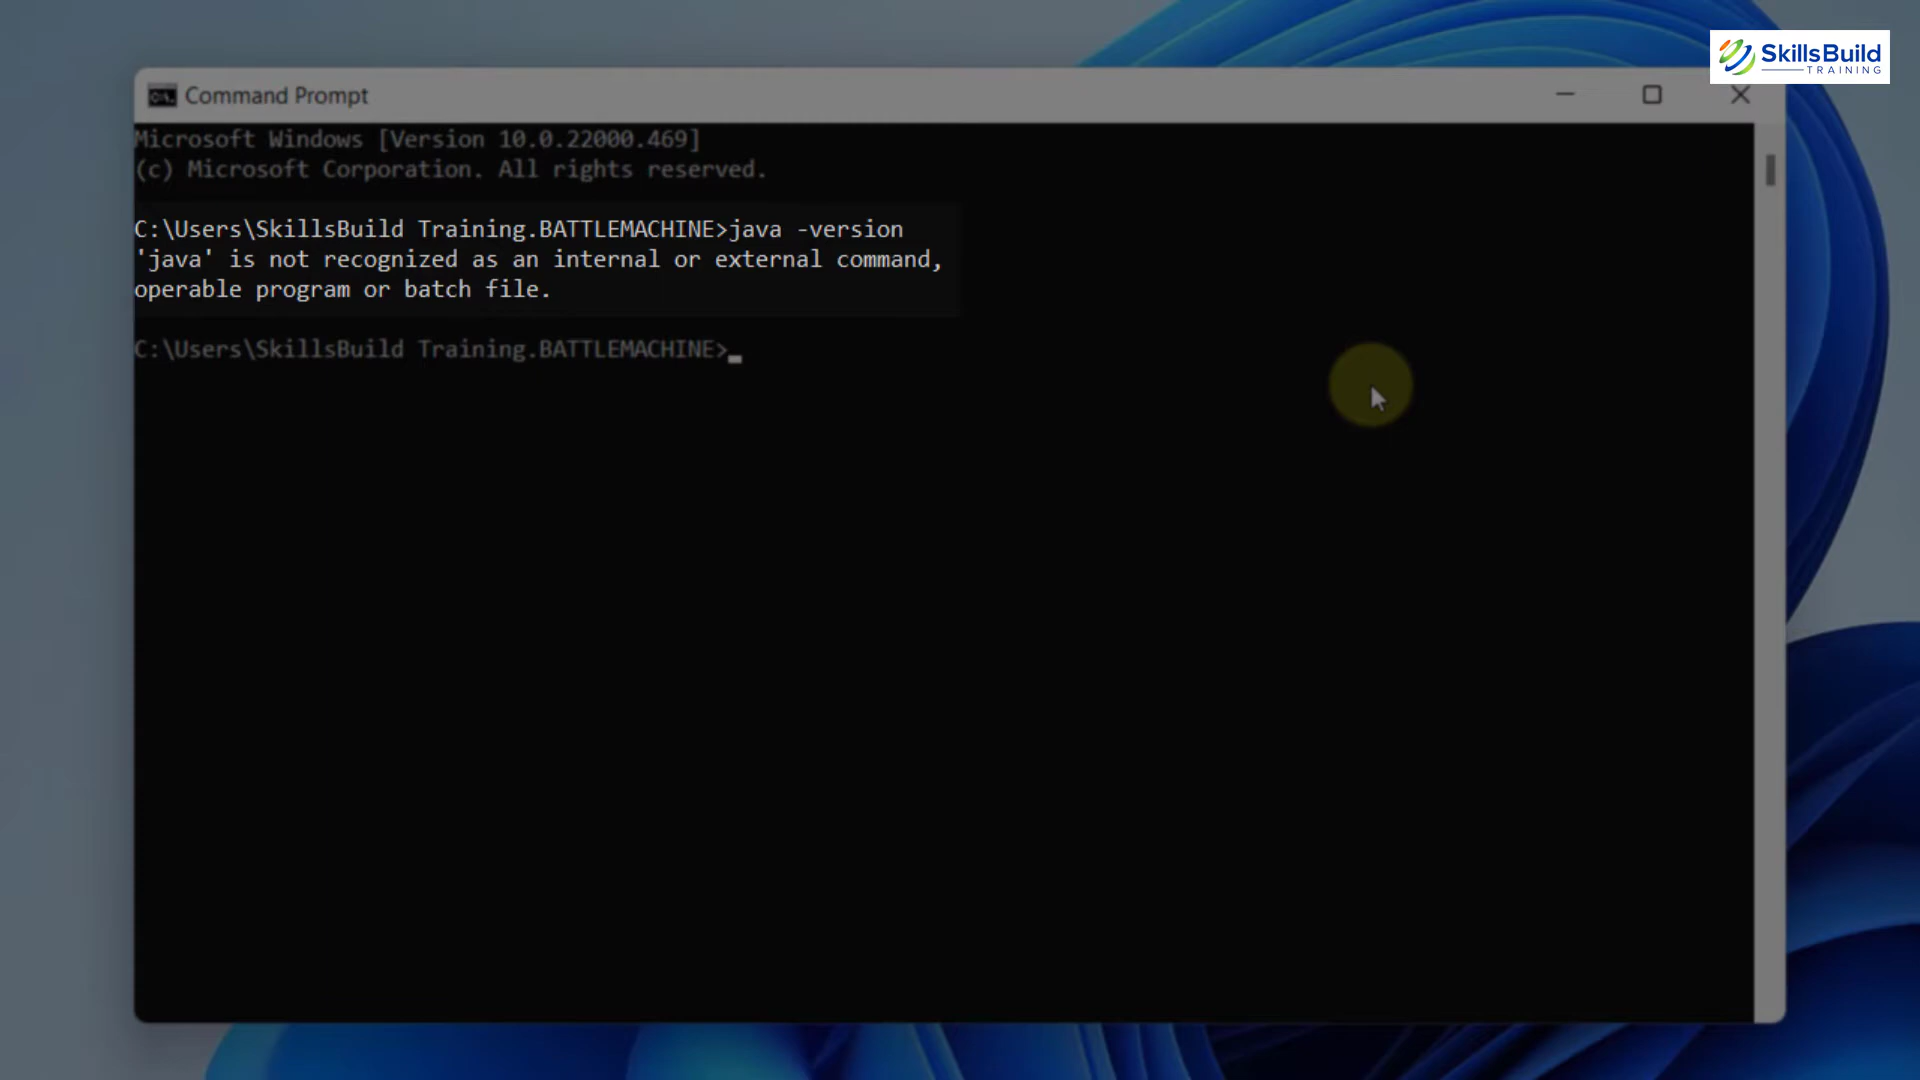 SkillsBuild
TRAINING
Command Prompt
Microsoft Windows [Version 10.0.22000.469]
(c) Microsoft Corporation. All rights reserved.
C:\Users\SkillsBuild Training.BATTLEMACHINE>java -version
'java' is not recognized as an internal or external command,
operable program or batch file.
C:\Users\SkillsBuild Training.BATTLEMACHINE>